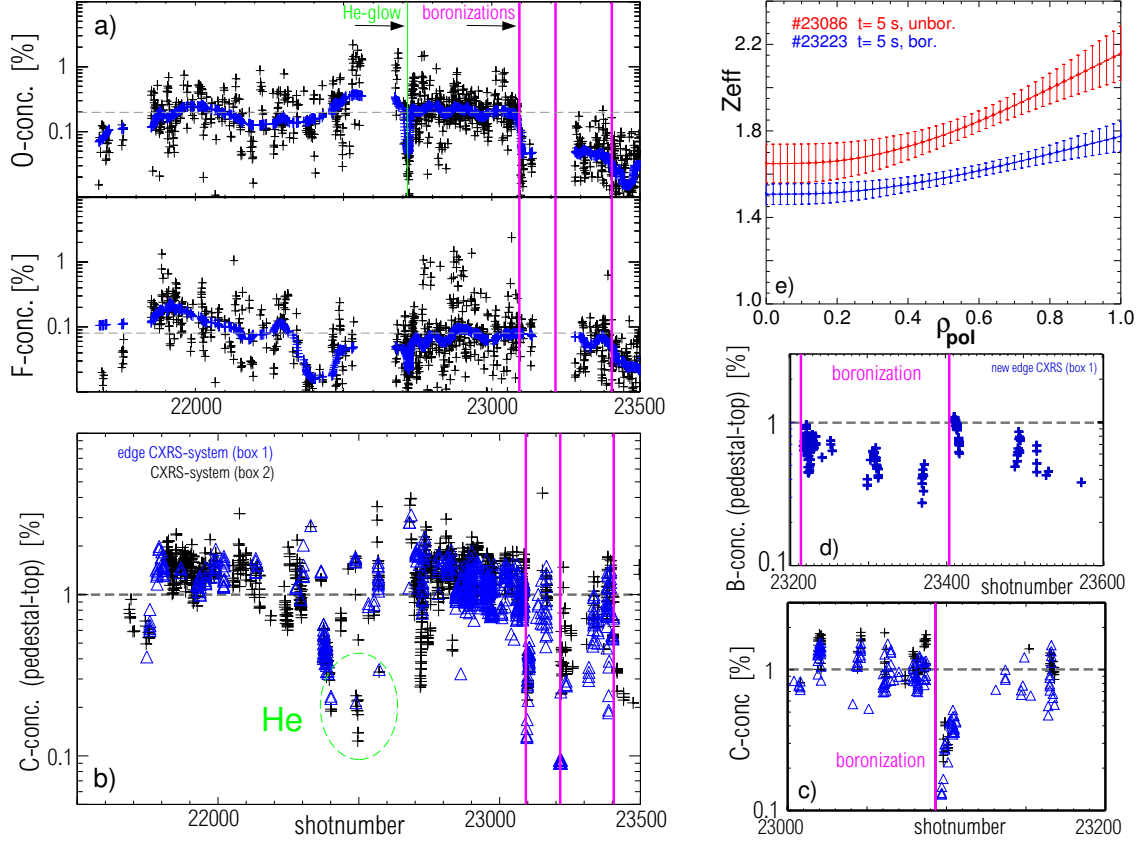 a)
He-glow
boronizations
O-conc. [%]
1
0.1
F-conc. [%]
1
0.1
22000
23000
23500
edge CXRS-system (box 1)
CXRS-system (box 2)
C-conc. (pedestal-top) [%]
1
0.1
He
b)
22000
shotnumber
23000
23500
#23086 t= 5 s, unbor.
#23223 t= 5 s, bor.
Zeff
2.2
1.8
1.4
1.0
e)
0.0
0.2
0.4
0.6
0.8
1.0
ρpol
boronization
new edge CXRS (box 1)
B-conc. (pedestal-top) [%]
1
0.1
d)
23200
23400
shotnumber
23600
C-conc [%]
1
0.1
boronization
c)
23000
shotnumber
23200